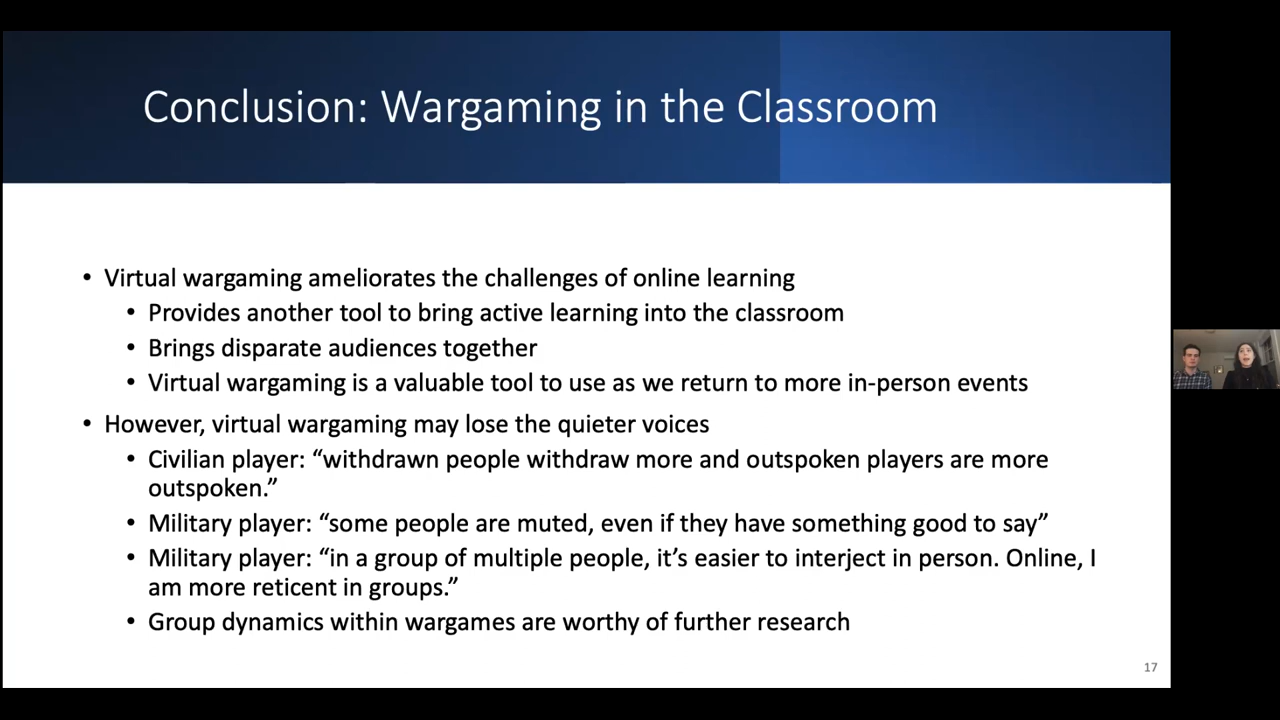 Conclusion: Wargaming in the Classroom
• Virtual wargaming ameliorates the challenges of online learning
• Provides another tool to bring active learning into the classroom
• Brings disparate audiences together
• Virtual wargaming is a valuable tool to use as we return to more in-person events
• However, virtual wargaming may lose the quieter voices
• Civilian player: “withdrawn people withdraw more and outspoken players are more
outspoken.”
• Military player: “some people are muted, even if they have something good to say”
• Military player: “in a group of multiple people, it’s easier to interject in person. Online, I
am more reticent in groups.”
• Group dynamics within wargames are worthy of further research
17